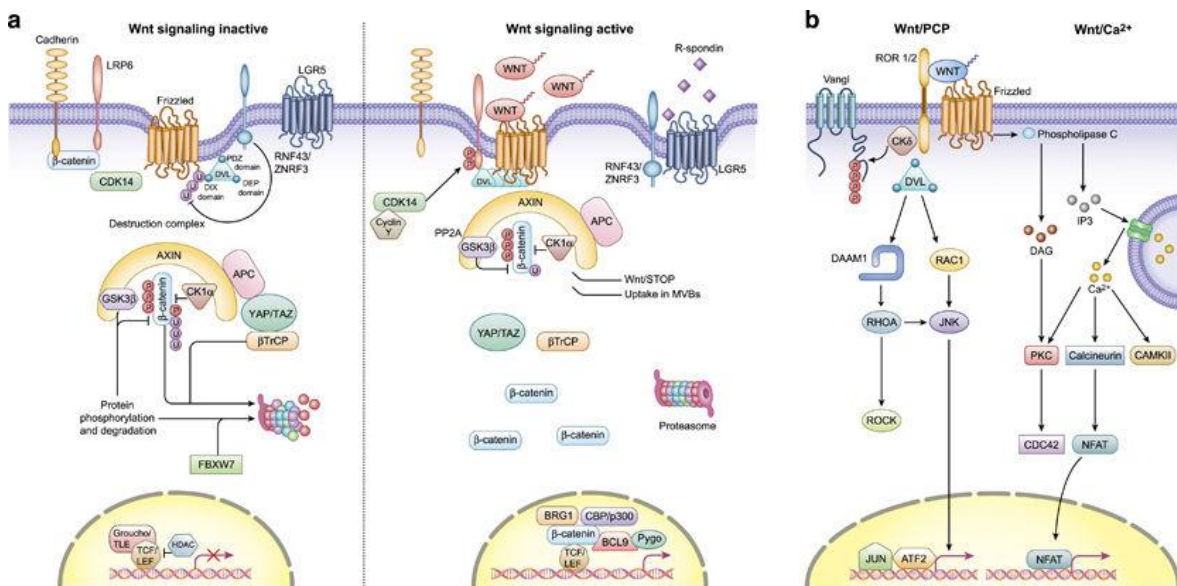 a
Wnt signaling inactive
Cadherin
LRP6
Frizzled
LGR5
β-catenin
CDK14
PDZ
domain
DVL
DIX
domain
DEP
domain
U
U
U
RNF43/
ZNRF3
Destruction complex
AXIN
APC
GSK3β
P
P
P
β-catenin
CK1α
P
U
U
U
YAP/TAZ
βTrCP
Protein
phosphorylation
and degradation
FBXW7
Groucho/
TLE
TCF/
LEF
HDAC
Wnt signaling active
R-spondin
WNT
WNT
WNT
P
P
DVL
RNF43/
ZNRF3
LGR5
CDK14
Cyclin
Y
AXIN
APC
PP2A
GSK3β
P
P
P
β-catenin
U
CK1α
Wnt/STOP
Uptake in MVBs
YAP/TAZ
βTrCP
β-catenin
β-catenin
β-catenin
Proteasome
BRG1
CBP/p300
β-catenin
BCL9
Pygo
TCF/
LEF
b
Wnt/PCP
Wnt/Ca²⁺
ROR 1/2
Vangl
WNT
Frizzled
CKδ
P
P
P
P
DVL
Phospholipase C
IP3
DAG
Ca²⁺
DAAM1
RAC1
RHOA
JNK
PKC
Calcineurin
CAMKII
ROCK
CDC42
NFAT
JUN
ATF2
NFAT